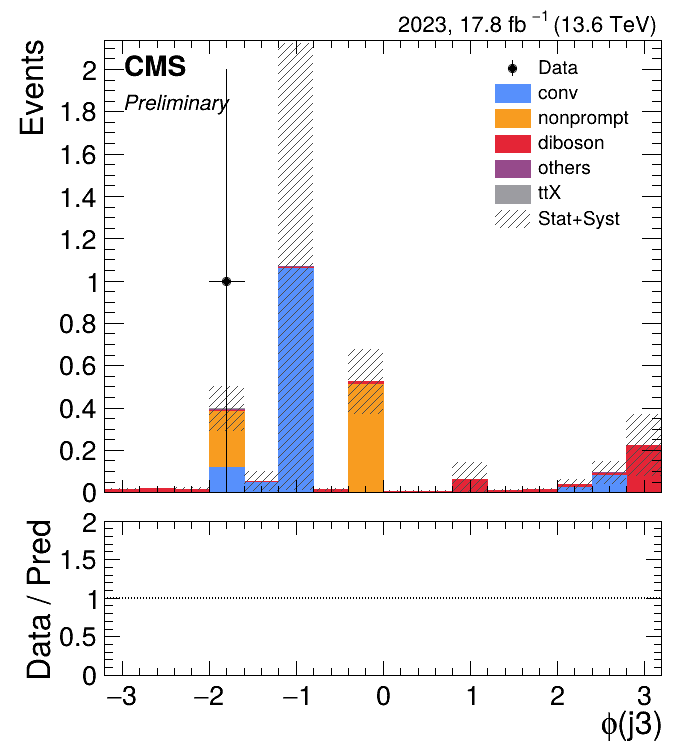 2023, 17.8 fb⁻¹ (13.6 TeV)
CMS
Preliminary
Events
2
1.8
1.6
1.4
1.2
1
0.8
0.6
0.4
0.2
0
Data
conv
nonprompt
diboson
others
ttX
Stat+Syst
Data / Pred
2
1.5
1
0.5
0
−3 −2 −1 0 1 2 3
ϕ(j3)